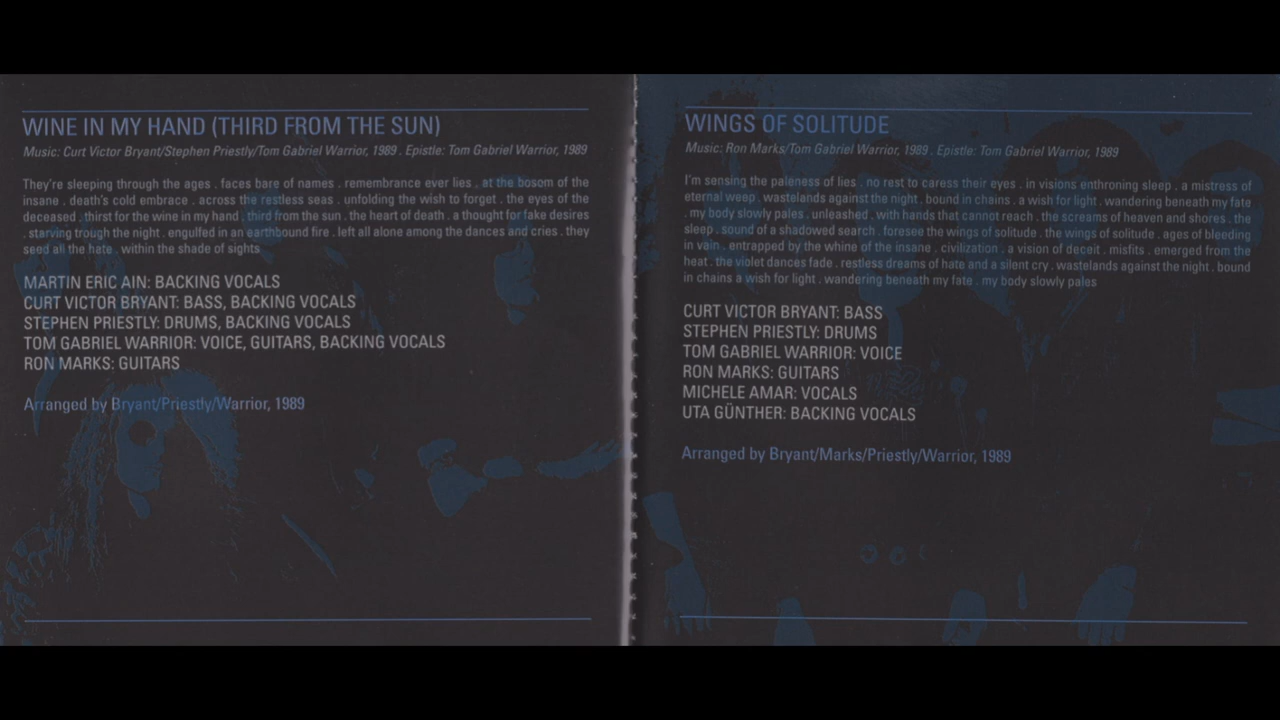 WINE IN MY HAND (THIRD FROM THE SUN)
Music: Curt Victor Bryant/Stephen Priestly/Tom Gabriel Warrior, 1989 . Epistle: Tom Gabriel Warrior, 1989
They're sleeping through the ages . faces bare of names . remembrance ever lies . at the bosom of the
insane . death's cold embrace . across the restless seas . unfolding the wish to forget . the eyes of the
deceased . thirst for the wine in my hand . third from the sun . the heart of death . a thought for fake desires
. starving trough the night . engulfed in an earthbound fire . left all alone among the dances and cries . they
seed all the hate . within the shade of sights
MARTIN ERIC AIN: BACKING VOCALS
CURT VICTOR BRYANT: BASS, BACKING VOCALS
STEPHEN PRIESTLY: DRUMS, BACKING VOCALS
TOM GABRIEL WARRIOR: VOICE, GUITARS, BACKING VOCALS
RON MARKS: GUITARS
Arranged by Bryant/Priestly/Warrior, 1989
WINGS OF SOLITUDE
Music: Ron Marks/Tom Gabriel Warrior, 1989 . Epistle: Tom Gabriel Warrior, 1989
I'm sensing the paleness of lies . no rest to caress their eyes . in visions enthroning sleep . a mistress of
eternal weep . wastelands against the night . bound in chains . a wish for light . wandering beneath my fate
. my body slowly pales . unleashed . with hands that cannot reach . the screams of heaven and shores . the
sleep . sound of a shadowed search . foresee the wings of solitude . the wings of solitude . ages of bleeding
in vain . entrapped by the whine of the insane . civilization . a vision of deceit . misfits . emerged from the
heat . the violet dances fade . restless dreams of hate and a silent cry . wastelands against the night . bound
in chains a wish for light . wandering beneath my fate . my body slowly pales
CURT VICTOR BRYANT: BASS
STEPHEN PRIESTLY: DRUMS
TOM GABRIEL WARRIOR: VOICE
RON MARKS: GUITARS
MICHELE AMAR: VOCALS
UTA GÜNTHER: BACKING VOCALS
Arranged by Bryant/Marks/Priestly/Warrior, 1989